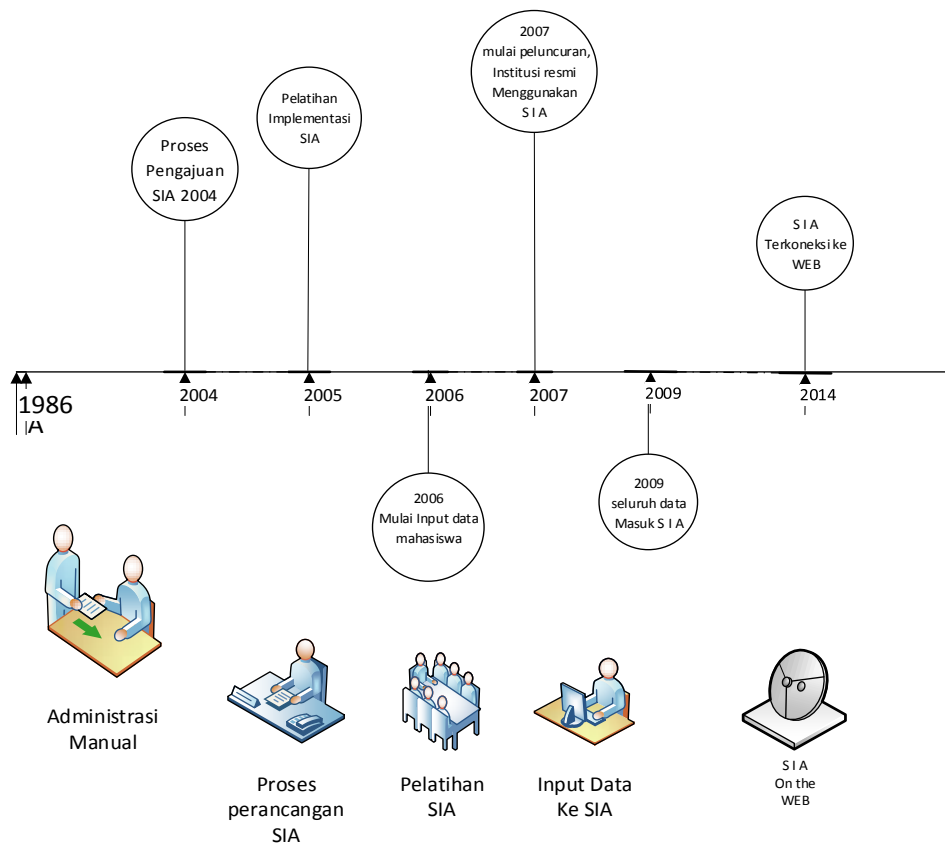 2007
mulai peluncuran,
Institusi resmi
Menggunakan
S I A
Pelatihan
Implementasi
SIA
Proses
Pengajuan
SIA 2004
S I A
Terkoneksi ke
WEB
1986
A
2004
2005
2006
2007
2009
2014
2006
Mulai Input data
mahasiswa
2009
seluruh data
Masuk S I A
Administrasi
Manual
Proses
perancangan
SIA
Pelatihan
SIA
Input Data
Ke SIA
S I A
On the
WEB